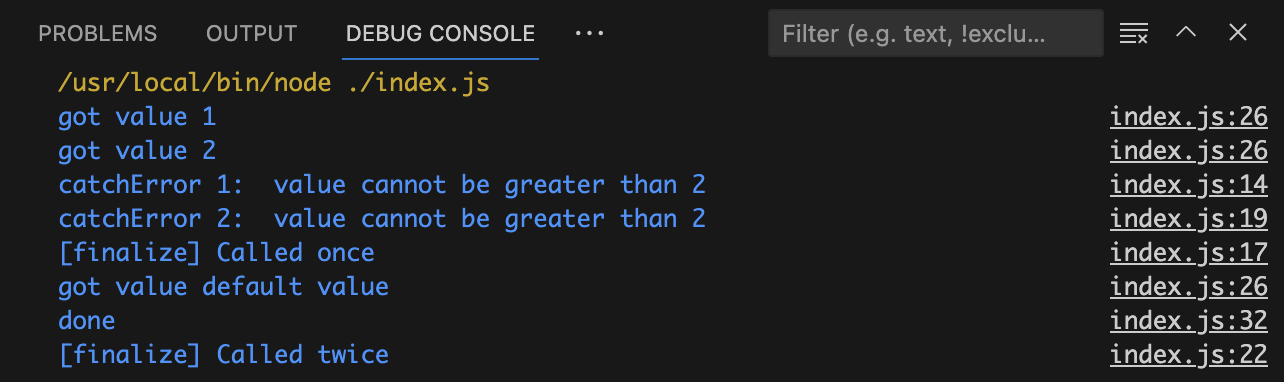 PROBLEMS OUTPUT DEBUG CONSOLE ... Filter (e.g. text, !exclu...
/usr/local/bin/node ./index.js
got value 1 index.js:26
got value 2 index.js:26
catchError 1:  value cannot be greater than 2 index.js:14
catchError 2:  value cannot be greater than 2 index.js:19
[finalize] Called once index.js:17
got value default value index.js:26
done index.js:32
[finalize] Called twice index.js:22